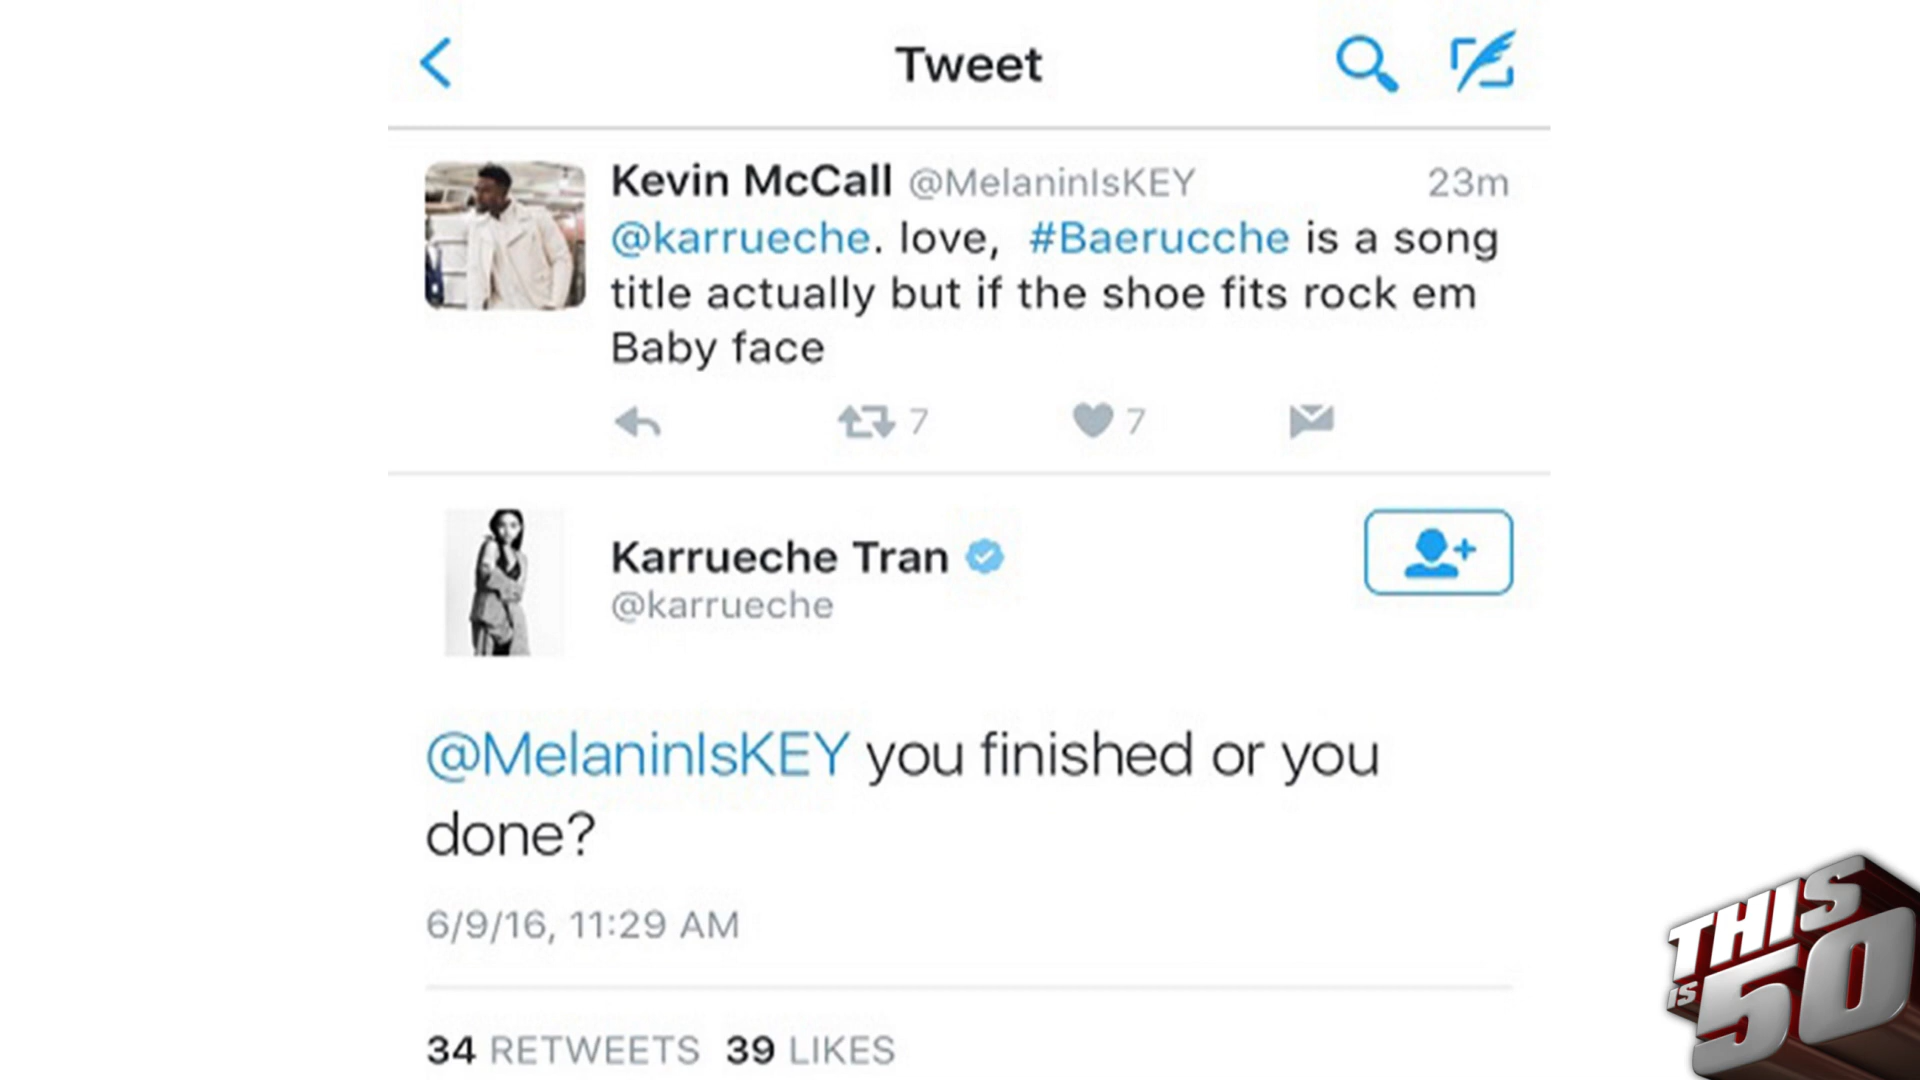 Tweet
Kevin McCall @MelaninIsKEY 23m
@karrueche. love, #Baerucche is a song
title actually but if the shoe fits rock em
Baby face
7 7
Karrueche Tran
@karrueche
@MelaninIsKEY you finished or you
done?
6/9/16, 11:29 AM
34 RETWEETS 39 LIKES
THIS
IS 50